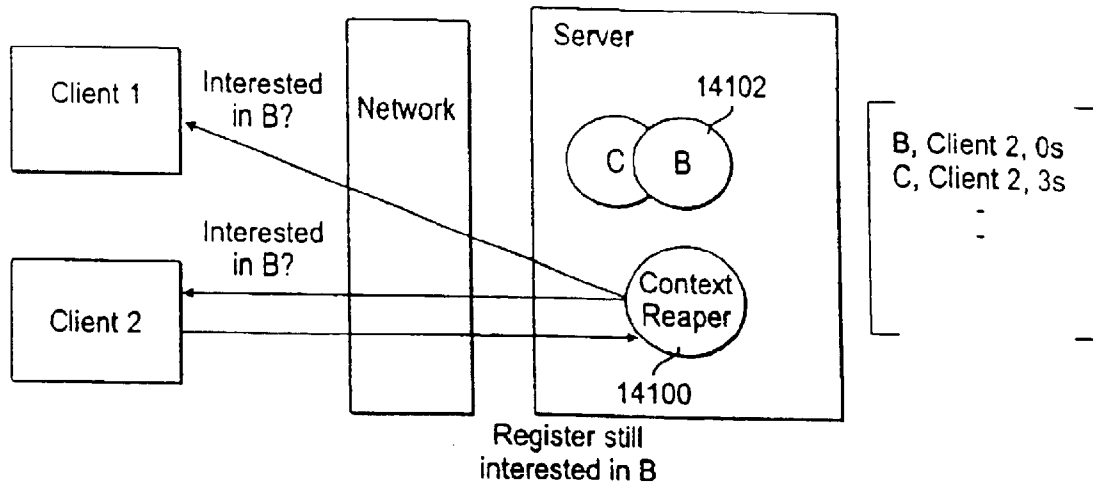 Server
Client 1
Interested
in B?
Network
14102
C
B
B, Client 2, 0s
C, Client 2, 3s
-
-
Interested
in B?
Client 2
Context
Reaper
14100
Register still
interested in B